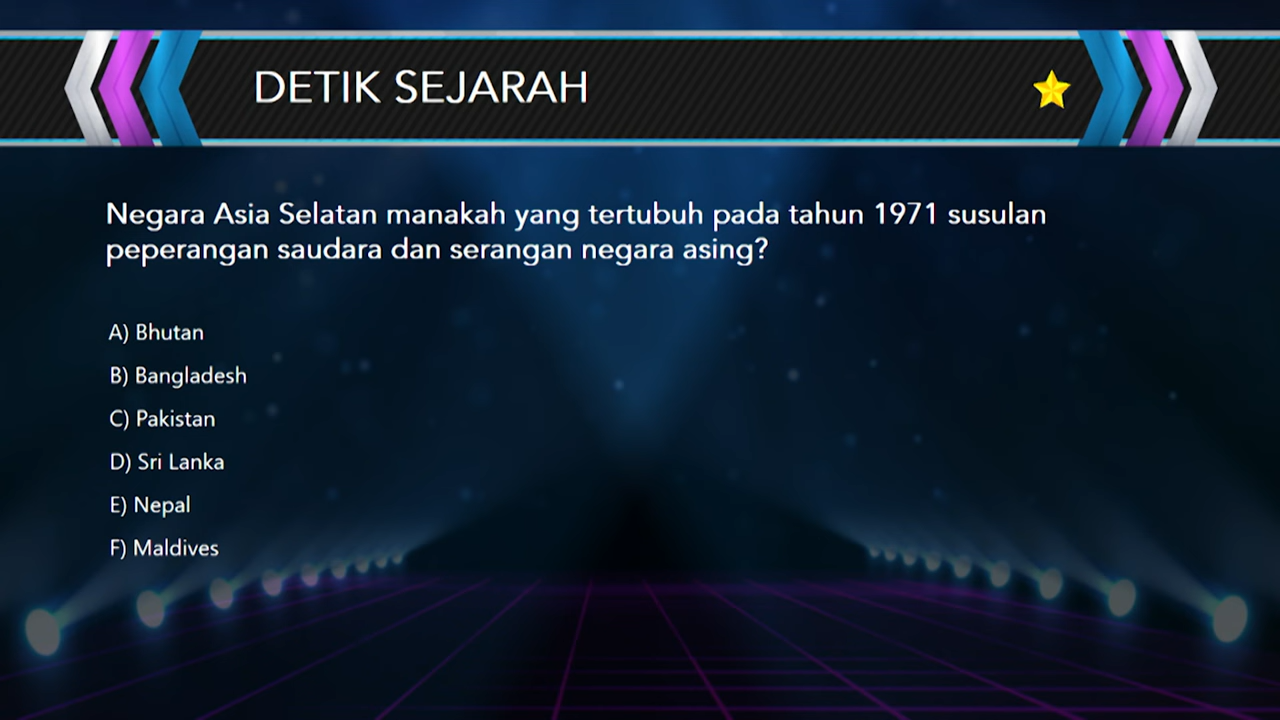 DETIK SEJARAH
Negara Asia Selatan manakah yang tertubuh pada tahun 1971 susulan
peperangan saudara dan serangan negara asing?
A) Bhutan
B) Bangladesh
C) Pakistan
D) Sri Lanka
E) Nepal
F) Maldives